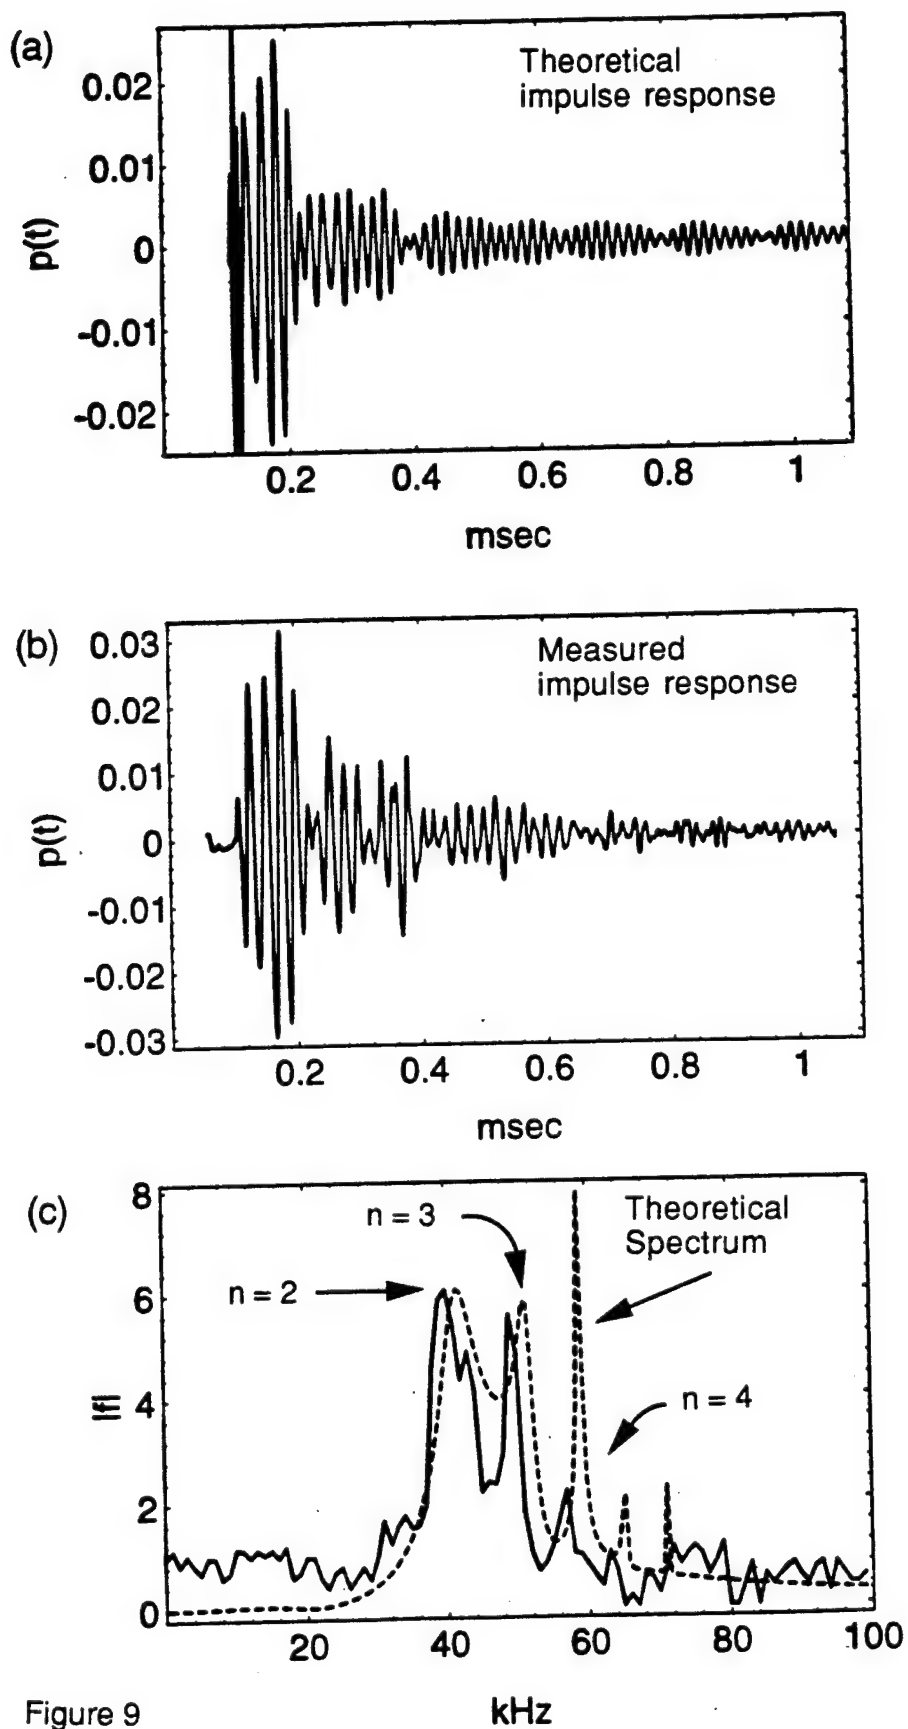 (a)
Theoretical
impulse response
0.02
0.01
0
-0.01
-0.02
p(t)
0.2 0.4 0.6 0.8 1
msec
(b)
Measured
impulse response
0.03
0.02
0.01
0
-0.01
-0.02
-0.03
p(t)
0.2 0.4 0.6 0.8 1
msec
(c)
n = 3
Theoretical
Spectrum
n = 2
n = 4
8
6
4
2
0
|f|
20 40 60 80 100
kHz
Figure 9